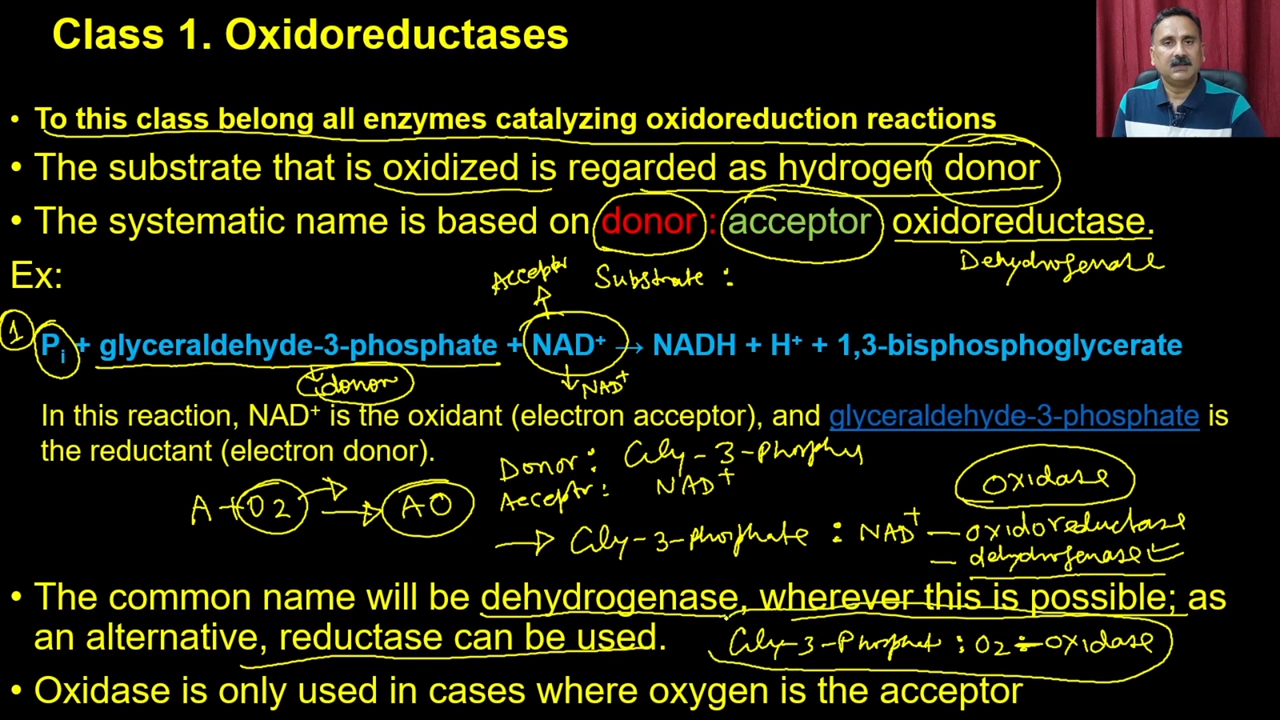 Class 1. Oxidoreductases
• To this class belong all enzymes catalyzing oxidoreduction reactions
• The substrate that is oxidized is regarded as hydrogen donor
• The systematic name is based on donor : acceptor oxidoreductase.
Dehydrogenase
Ex:
Acceptor Substrate :
1 Pi + glyceraldehyde-3-phosphate + NAD⁺ → NADH + H⁺ + 1,3-bisphosphoglycerate
donor NAD⁺
In this reaction, NAD⁺ is the oxidant (electron acceptor), and glyceraldehyde-3-phosphate is
the reductant (electron donor).
Donor : Gly-3-Phosphy
Acceptr : NAD⁺
oxidase
A + O2 → AO
→ Gly-3-phosphate : NAD⁺ — oxidoreductase
— dehydrogenase
• The common name will be dehydrogenase, wherever this is possible; as
an alternative, reductase can be used.
Gly-3-Phosphat : O2 - oxidase
• Oxidase is only used in cases where oxygen is the acceptor